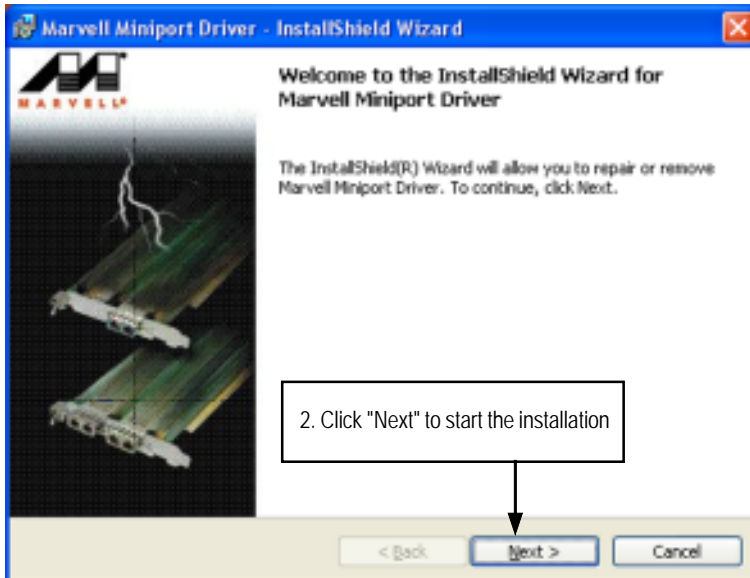 Marvell Miniport Driver - InstallShield Wizard
MARVELL®
Welcome to the InstallShield Wizard for
Marvell Miniport Driver
The InstallShield(R) Wizard will allow you to repair or remove
Marvell Miniport Driver. To continue, click Next.
2. Click "Next" to start the installation
< Back
Next >
Cancel